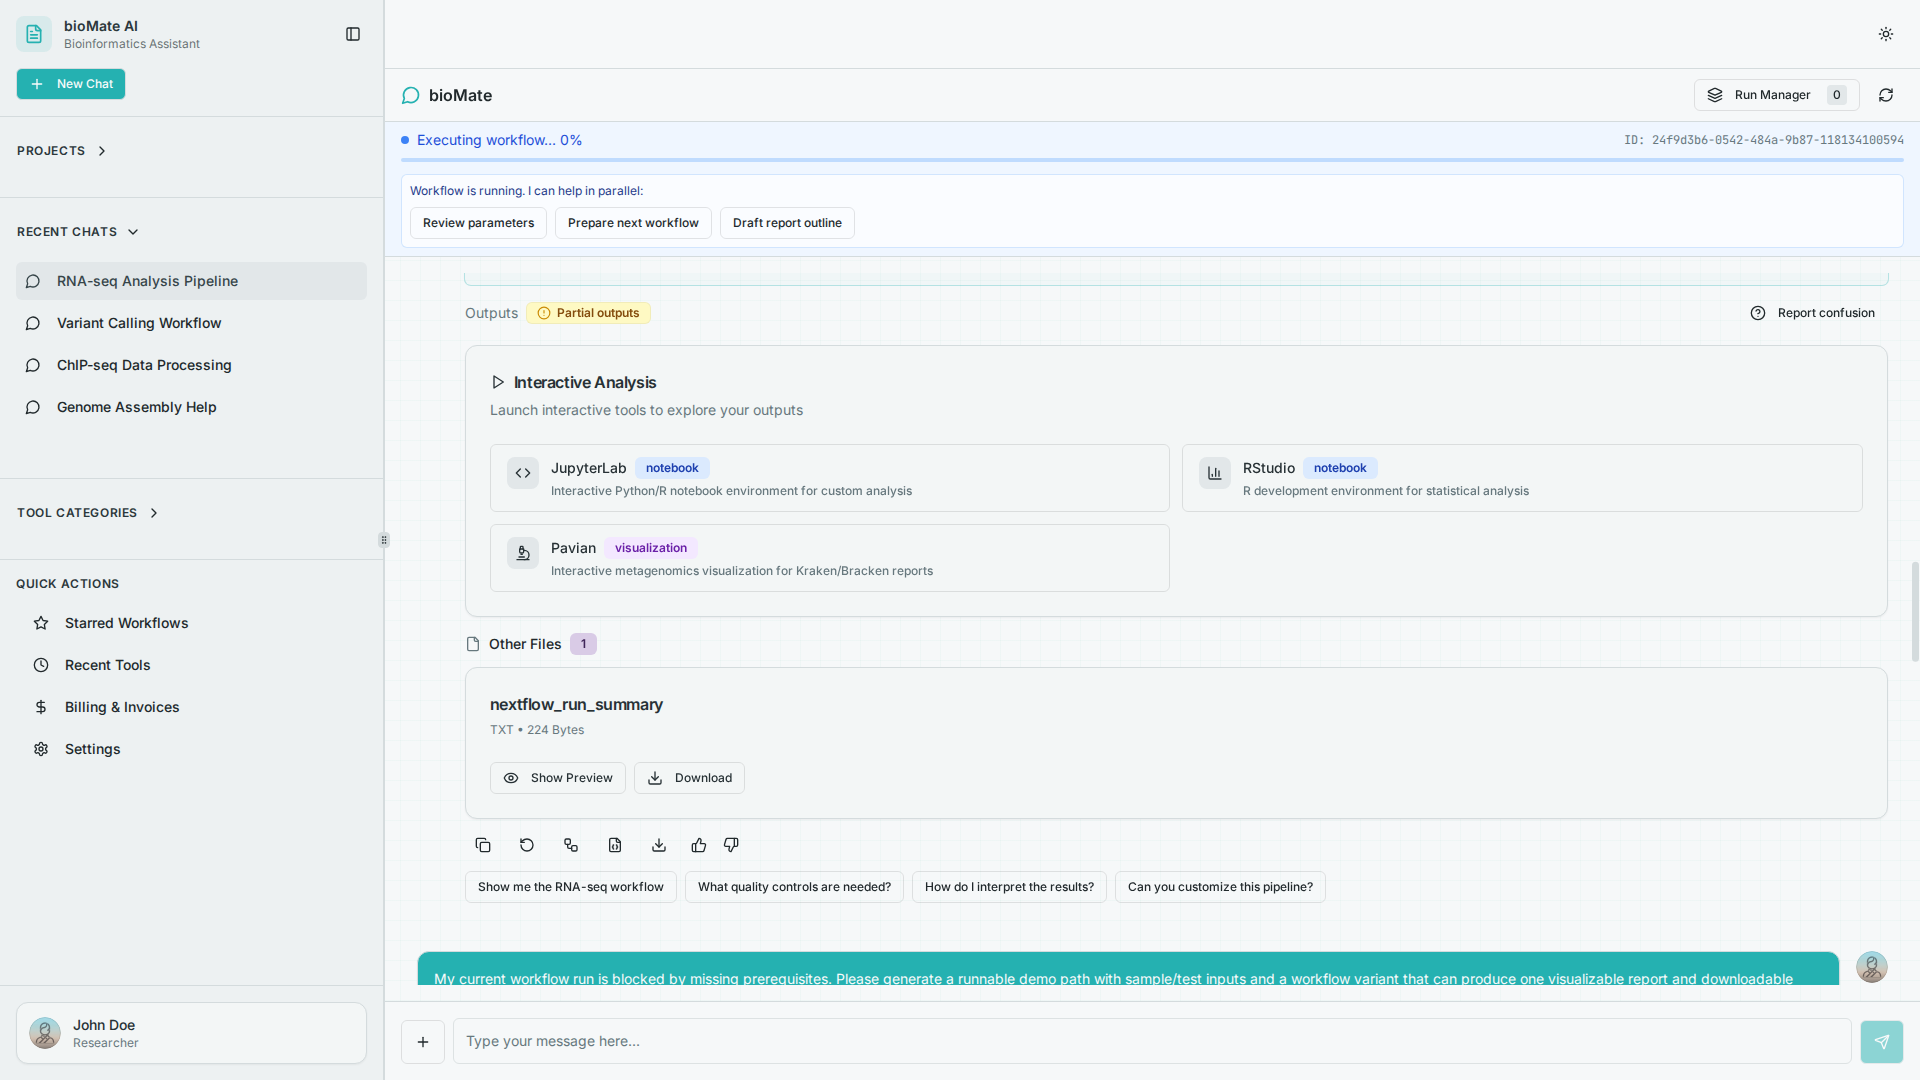 bioMate AI
Bioinformatics Assistant
New Chat
PROJECTS
RECENT CHATS
RNA-seq Analysis Pipeline
Variant Calling Workflow
ChIP-seq Data Processing
Genome Assembly Help
TOOL CATEGORIES
QUICK ACTIONS
Starred Workflows
Recent Tools
Billing & Invoices
Settings
John Doe
Researcher
bioMate
Run Manager 0
Executing workflow... 0%
ID: 24f9d3b6-0542-484a-9b87-118134100594
Workflow is running. I can help in parallel:
Review parameters
Prepare next workflow
Draft report outline
Outputs
Partial outputs
Report confusion
Interactive Analysis
Launch interactive tools to explore your outputs
JupyterLab notebook
Interactive Python/R notebook environment for custom analysis
RStudio notebook
R development environment for statistical analysis
Pavian visualization
Interactive metagenomics visualization for Kraken/Bracken reports
Other Files 1
nextflow_run_summary
TXT • 224 Bytes
Show Preview
Download
Show me the RNA-seq workflow
What quality controls are needed?
How do I interpret the results?
Can you customize this pipeline?
My current workflow run is blocked by missing prerequisites. Please generate a runnable demo path with sample/test inputs and a workflow variant that can produce one visualizable report and downloadable
Type your message here...